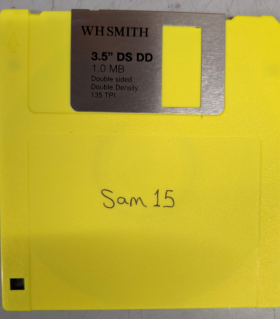 WHSMITH
3.5" DS DD
1.0 MB
Double sided
Double Density
135 TPI
Sam 15